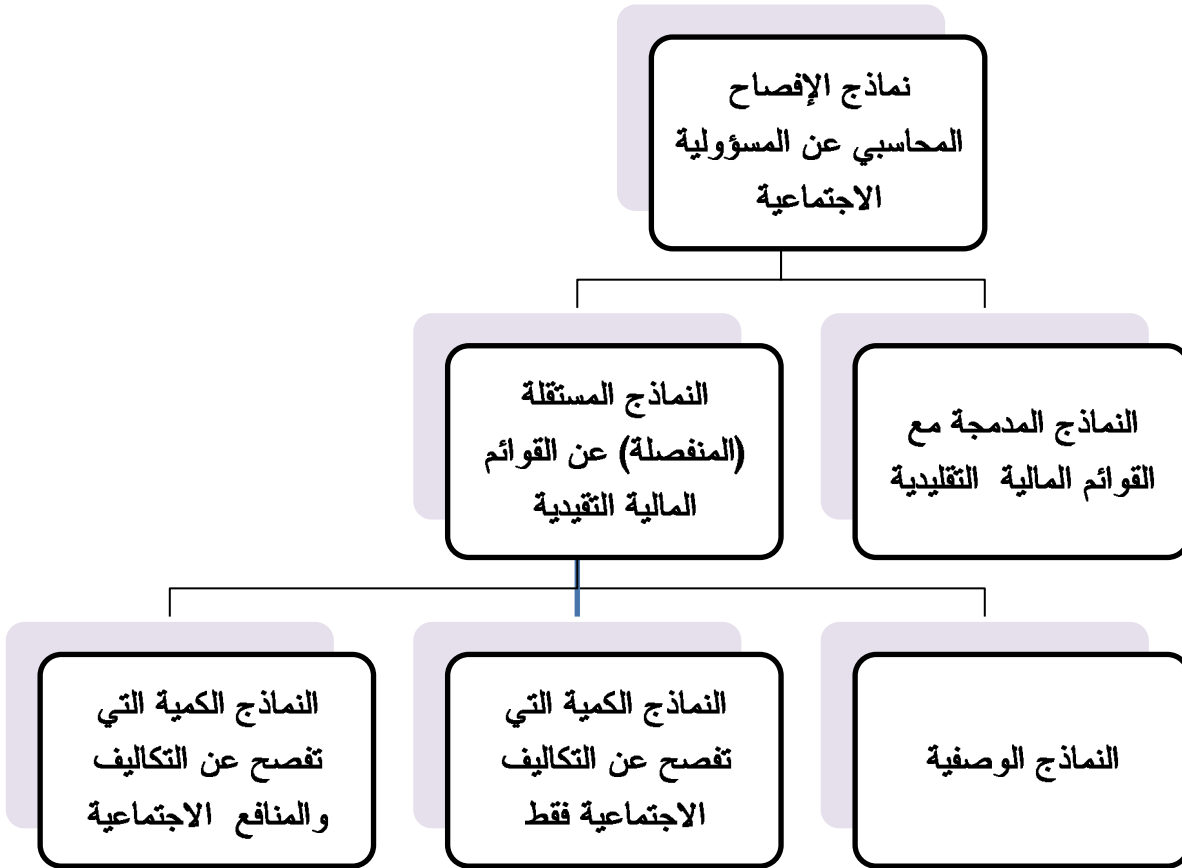 نماذج الإفصاح
المحاسبي عن المسؤولية
الاجتماعية
النماذج المدمجة مع
القوائم المالية التقليدية
النماذج المستقلة
(المنفصلة) عن القوائم
المالية التقيدية
النماذج الوصفية
النماذج الكمية التي
تفصح عن التكاليف
الاجتماعية فقط
النماذج الكمية التي
تفصح عن التكاليف
والمنافع الاجتماعية